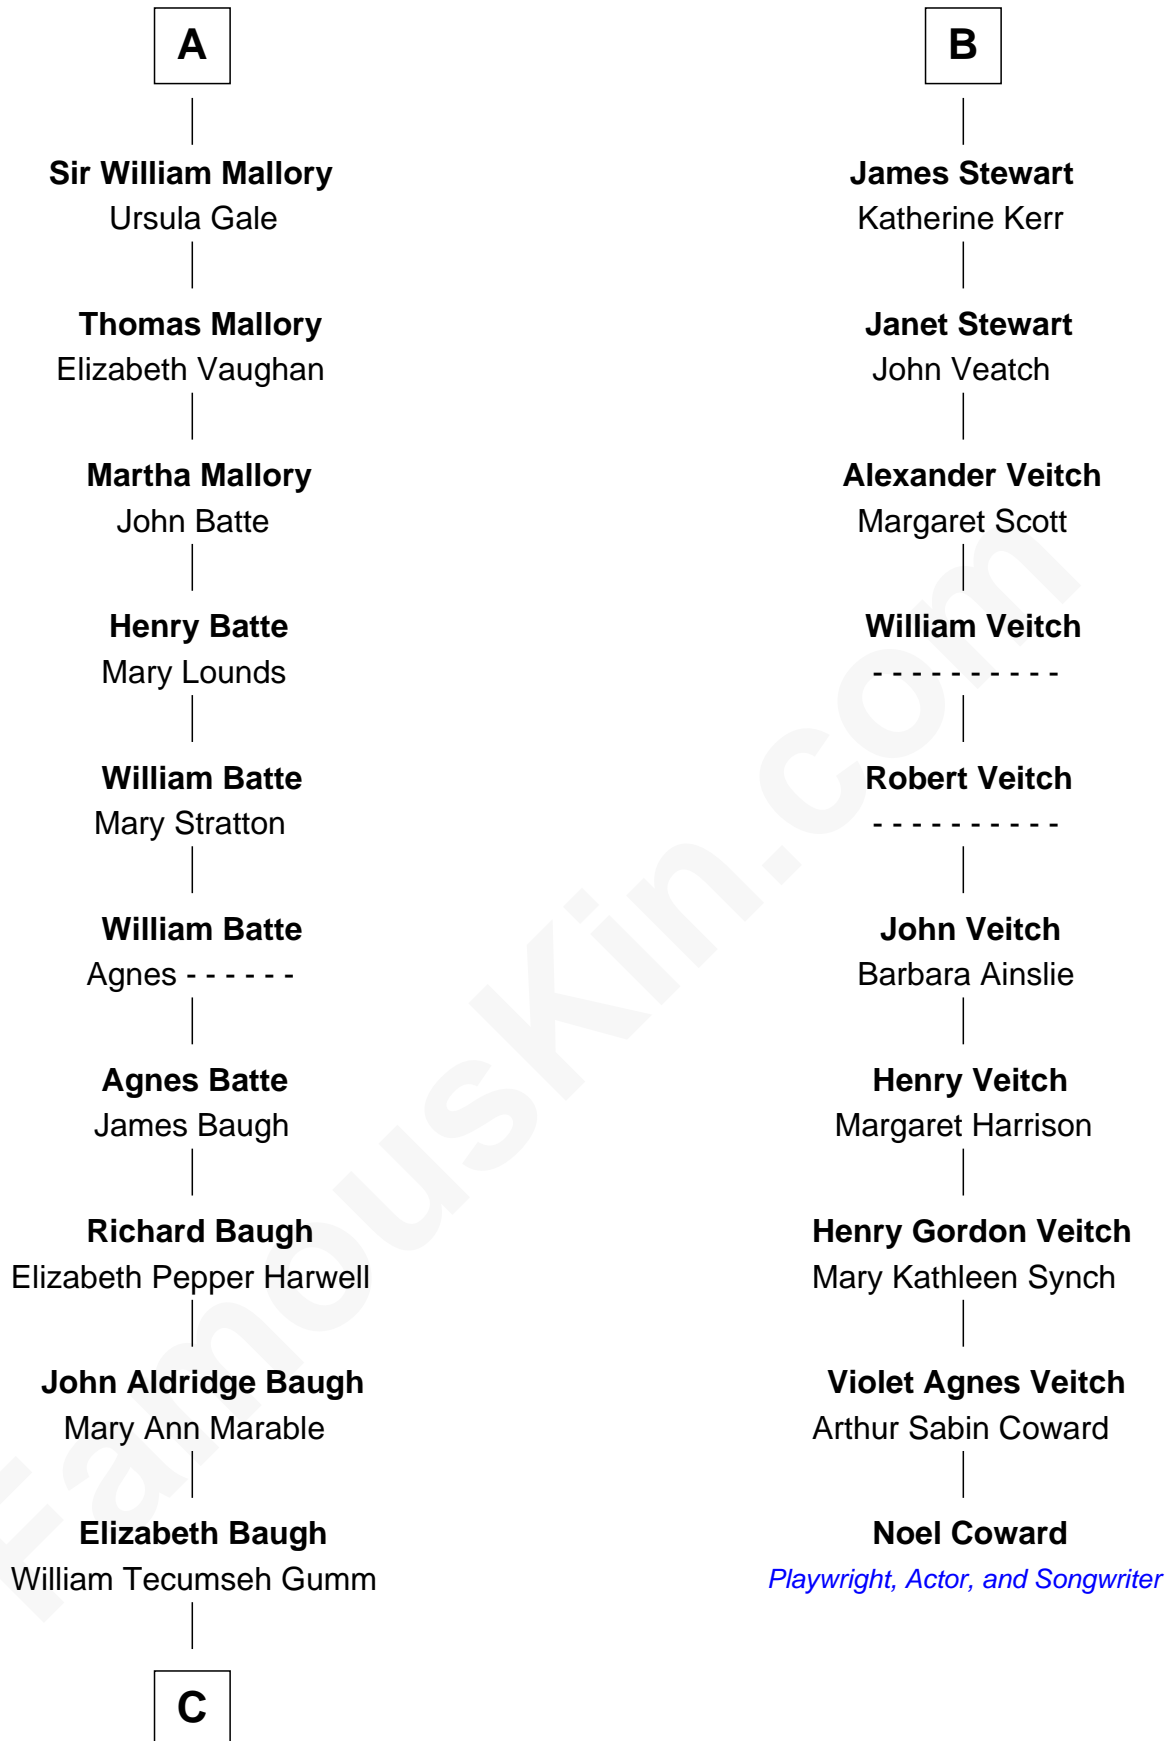 A
Sir William Mallory
Ursula Gale
Thomas Mallory
Elizabeth Vaughan
Martha Mallory
John Batte
Henry Batte
Mary Lounds
William Batte
Mary Stratton
William Batte
Agnes - - - - - -
Agnes Batte
James Baugh
Richard Baugh
Elizabeth Pepper Harwell
John Aldridge Baugh
Mary Ann Marable
Elizabeth Baugh
William Tecumseh Gumm
C
B
James Stewart
Katherine Kerr
Janet Stewart
John Veatch
Alexander Veitch
Margaret Scott
William Veitch
- - - - - - - - - -
Robert Veitch
- - - - - - - - - -
John Veitch
Barbara Ainslie
Henry Veitch
Margaret Harrison
Henry Gordon Veitch
Mary Kathleen Synch
Violet Agnes Veitch
Arthur Sabin Coward
Noel Coward
Playwright, Actor, and Songwriter
FamousKin.com